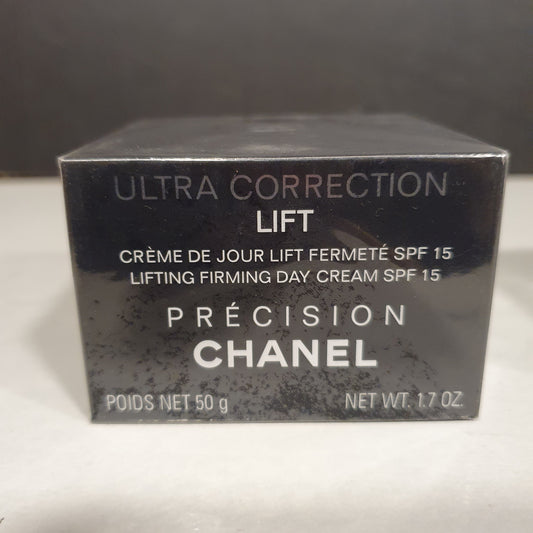 ULTRA CORRECTION
LIFT
CRÈME DE JOUR LIFT FERMETÉ SPF 15
LIFTING FIRMING DAY CREAM SPF 15
PRÉCISION
CHANEL
POIDS NET 50 g NET WT. 1.7 OZ.